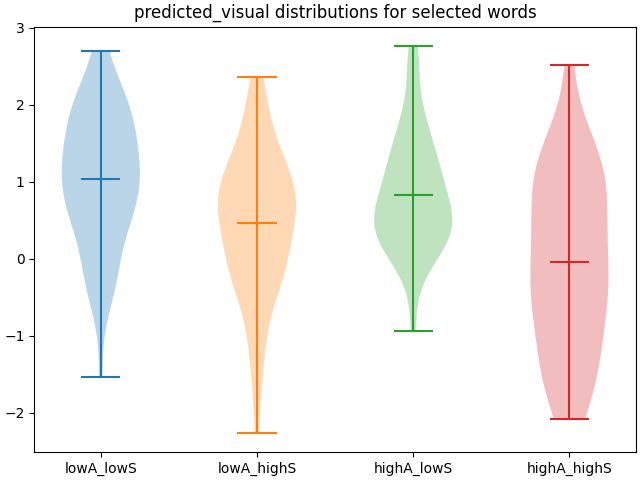 predicted_visual distributions for selected words
3
2
1
0
−1
−2
lowA_lowS
lowA_highS
highA_lowS
highA_highS